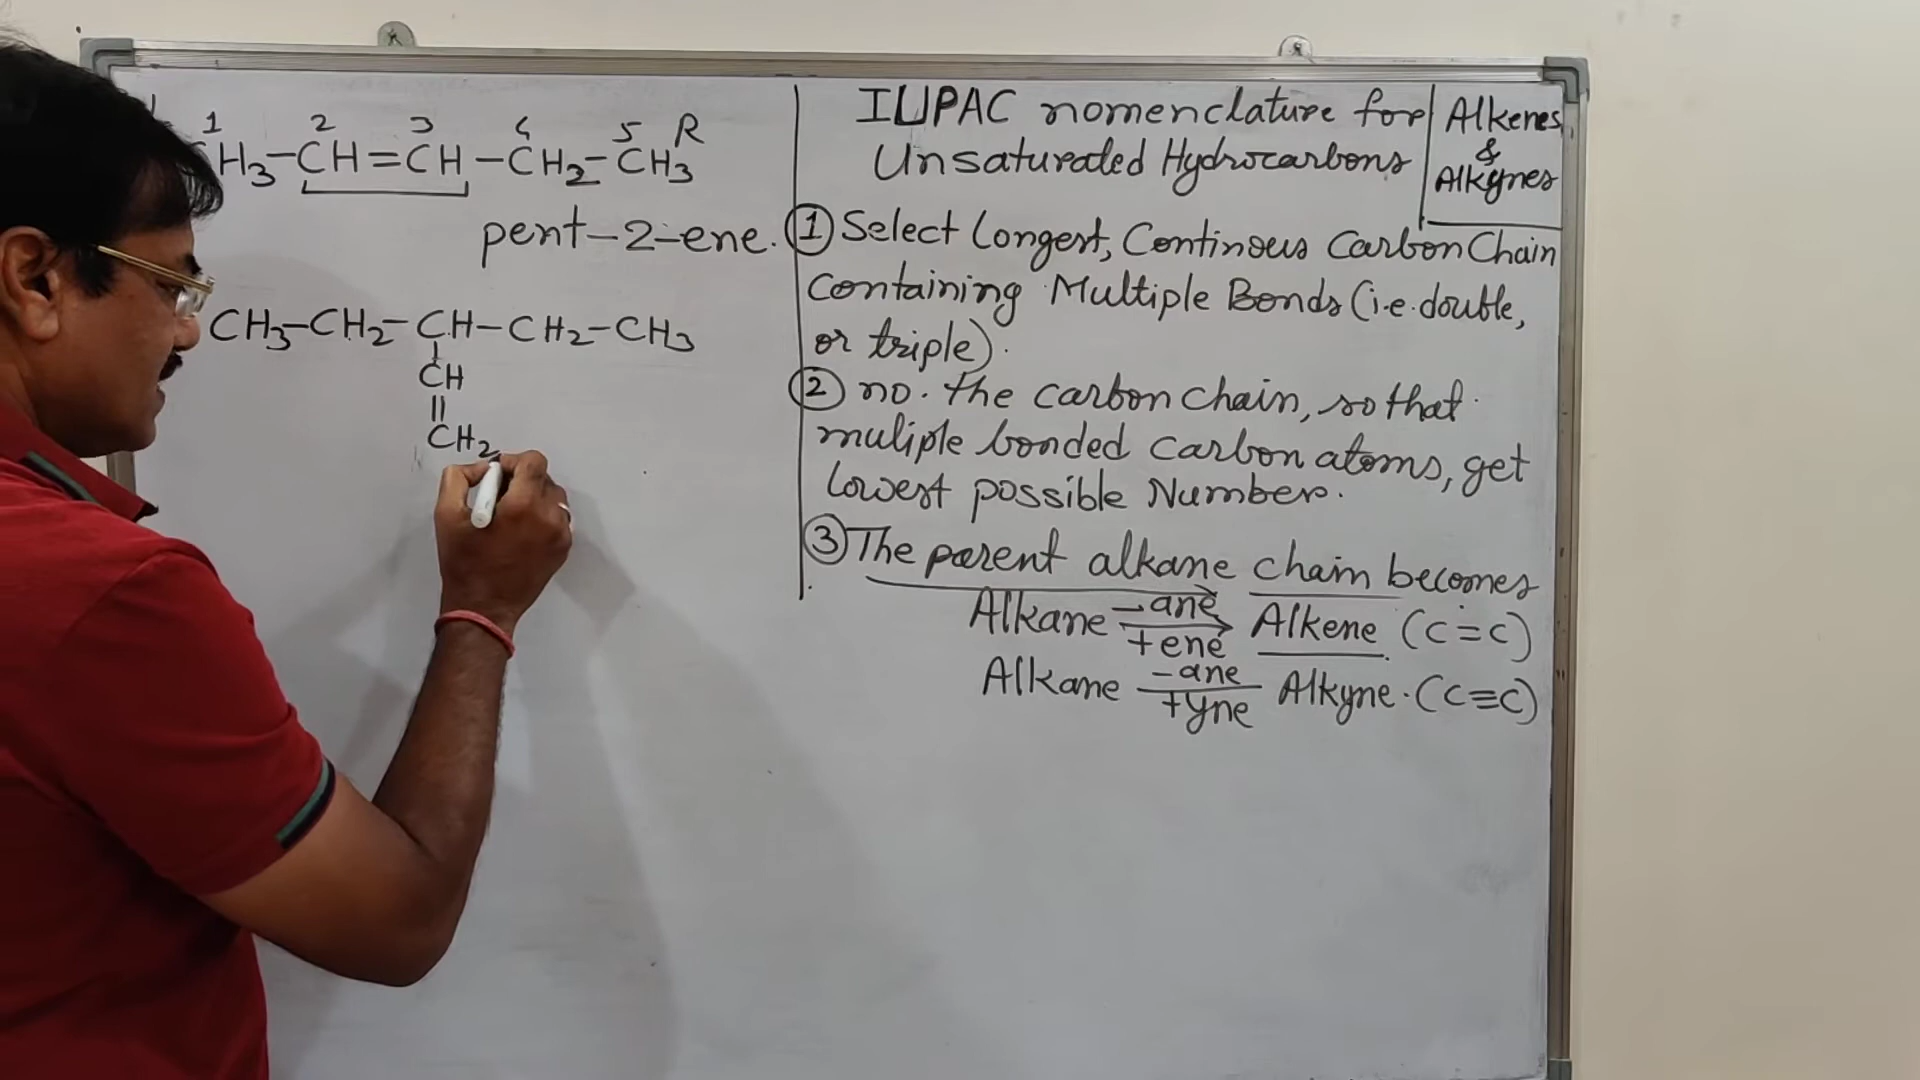 1 2 3 4 5 R
CH3-CH=CH-CH2-CH3
pent-2-ene.
CH3-CH2-CH-CH2-CH3
CH
||
CH2
IUPAC nomenclature for
Unsaturated Hydrocarbons
Alkenes
&
Alkynes
① Select Longest, Continous Carbon Chain
Containing Multiple Bonds (i.e. double,
or triple).
② no. the carbon chain, so that
muliple bonded carbon atoms, get
lowest possible Number.
③ The parent alkane chain becomes
Alkane -ane +ene Alkene (C=C)
Alkane -ane +yne Alkyne. (C≡C)